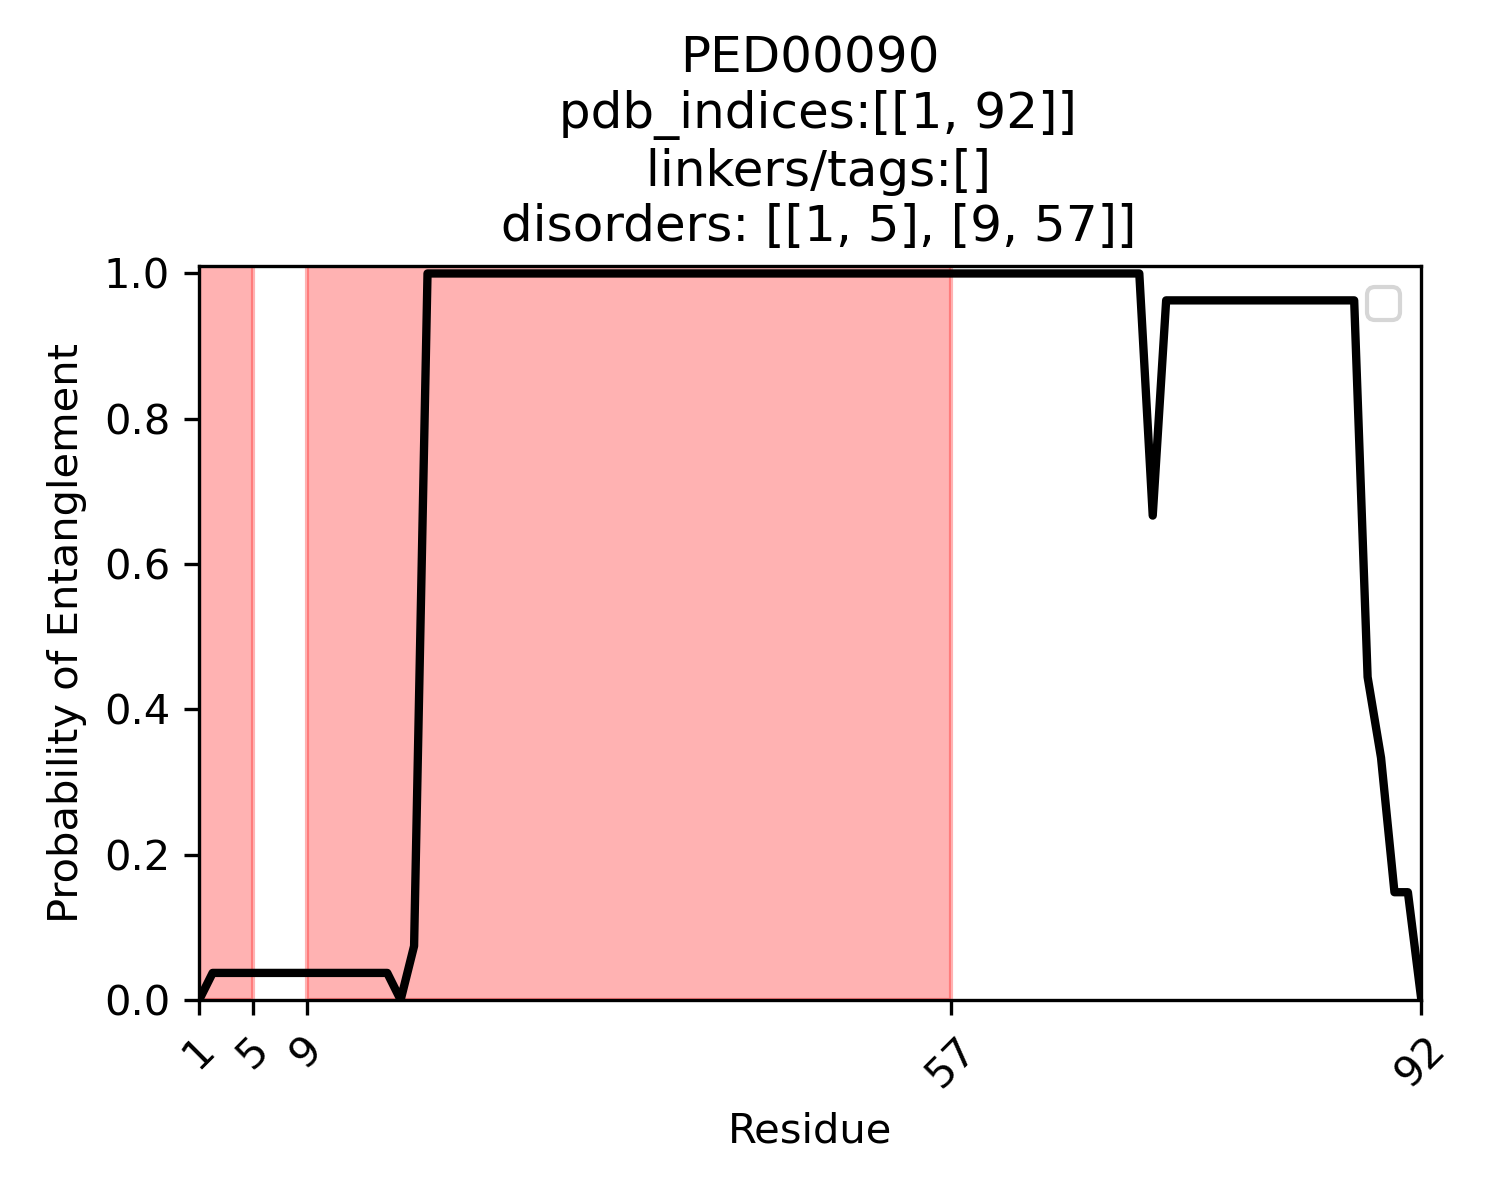 PED00090
pdb_indices:[[1, 92]]
linkers/tags:[]
disorders: [[1, 5], [9, 57]]
1.0
0.8
0.6
0.4
0.2
0.0
Probability of Entanglement
1 5 9 57 92
Residue